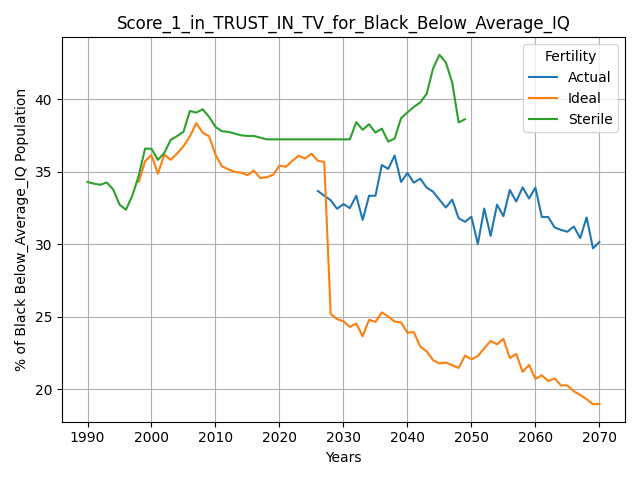 Score_1_in_TRUST_IN_TV_for_Black_Below_Average_IQ
Fertility
Actual
Ideal
Sterile
% of Black Below_Average_IQ Population
40
35
30
25
20
1990 2000 2010 2020 2030 2040 2050 2060 2070
Years